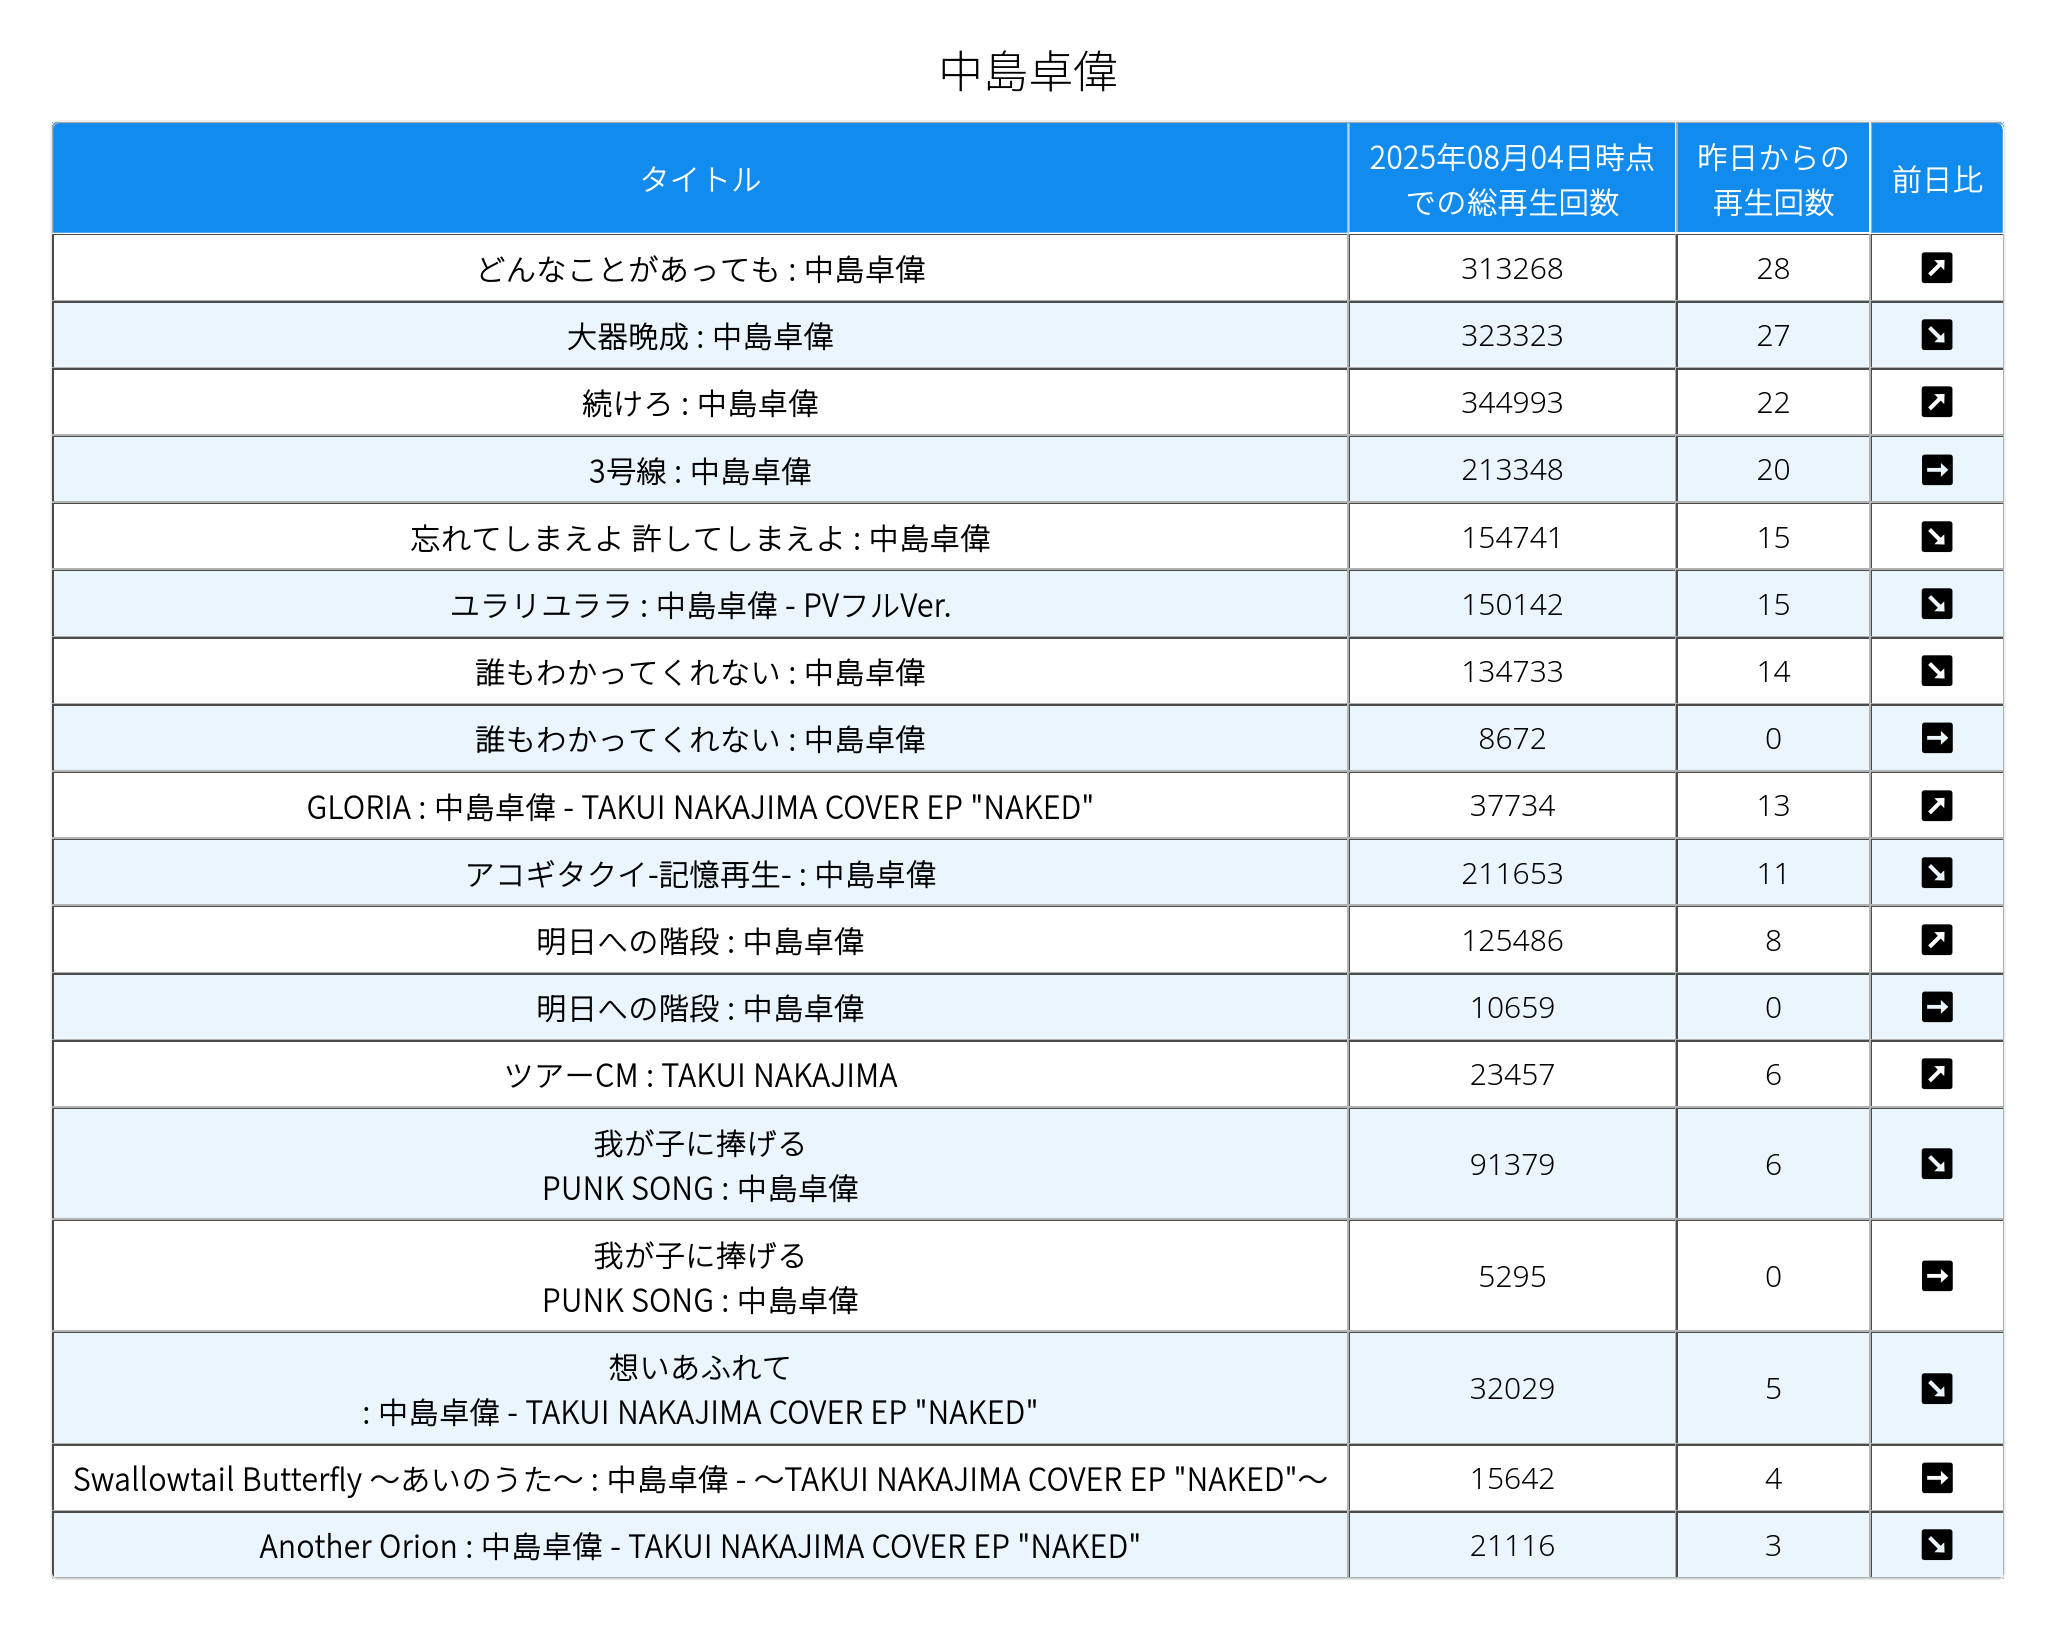 中島卓偉
タイトル
2025年08月04日時点
での総再生回数
昨日からの
再生回数
前日比
どんなことがあっても : 中島卓偉 313268 28
大器晩成 : 中島卓偉 323323 27
続けろ : 中島卓偉 344993 22
3号線 : 中島卓偉 213348 20
忘れてしまえよ 許してしまえよ : 中島卓偉 154741 15
ユラリユララ : 中島卓偉 - PVフルVer. 150142 15
誰もわかってくれない : 中島卓偉 134733 14
誰もわかってくれない : 中島卓偉 8672 0
GLORIA : 中島卓偉 - TAKUI NAKAJIMA COVER EP "NAKED" 37734 13
アコギタクイ-記憶再生- : 中島卓偉 211653 11
明日への階段 : 中島卓偉 125486 8
明日への階段 : 中島卓偉 10659 0
ツアーCM : TAKUI NAKAJIMA 23457 6
我が子に捧げる
PUNK SONG : 中島卓偉 91379 6
我が子に捧げる
PUNK SONG : 中島卓偉 5295 0
想いあふれて
: 中島卓偉 - TAKUI NAKAJIMA COVER EP "NAKED" 32029 5
Swallowtail Butterfly 〜あいのうた〜 : 中島卓偉 - 〜TAKUI NAKAJIMA COVER EP "NAKED"〜 15642 4
Another Orion : 中島卓偉 - TAKUI NAKAJIMA COVER EP "NAKED" 21116 3